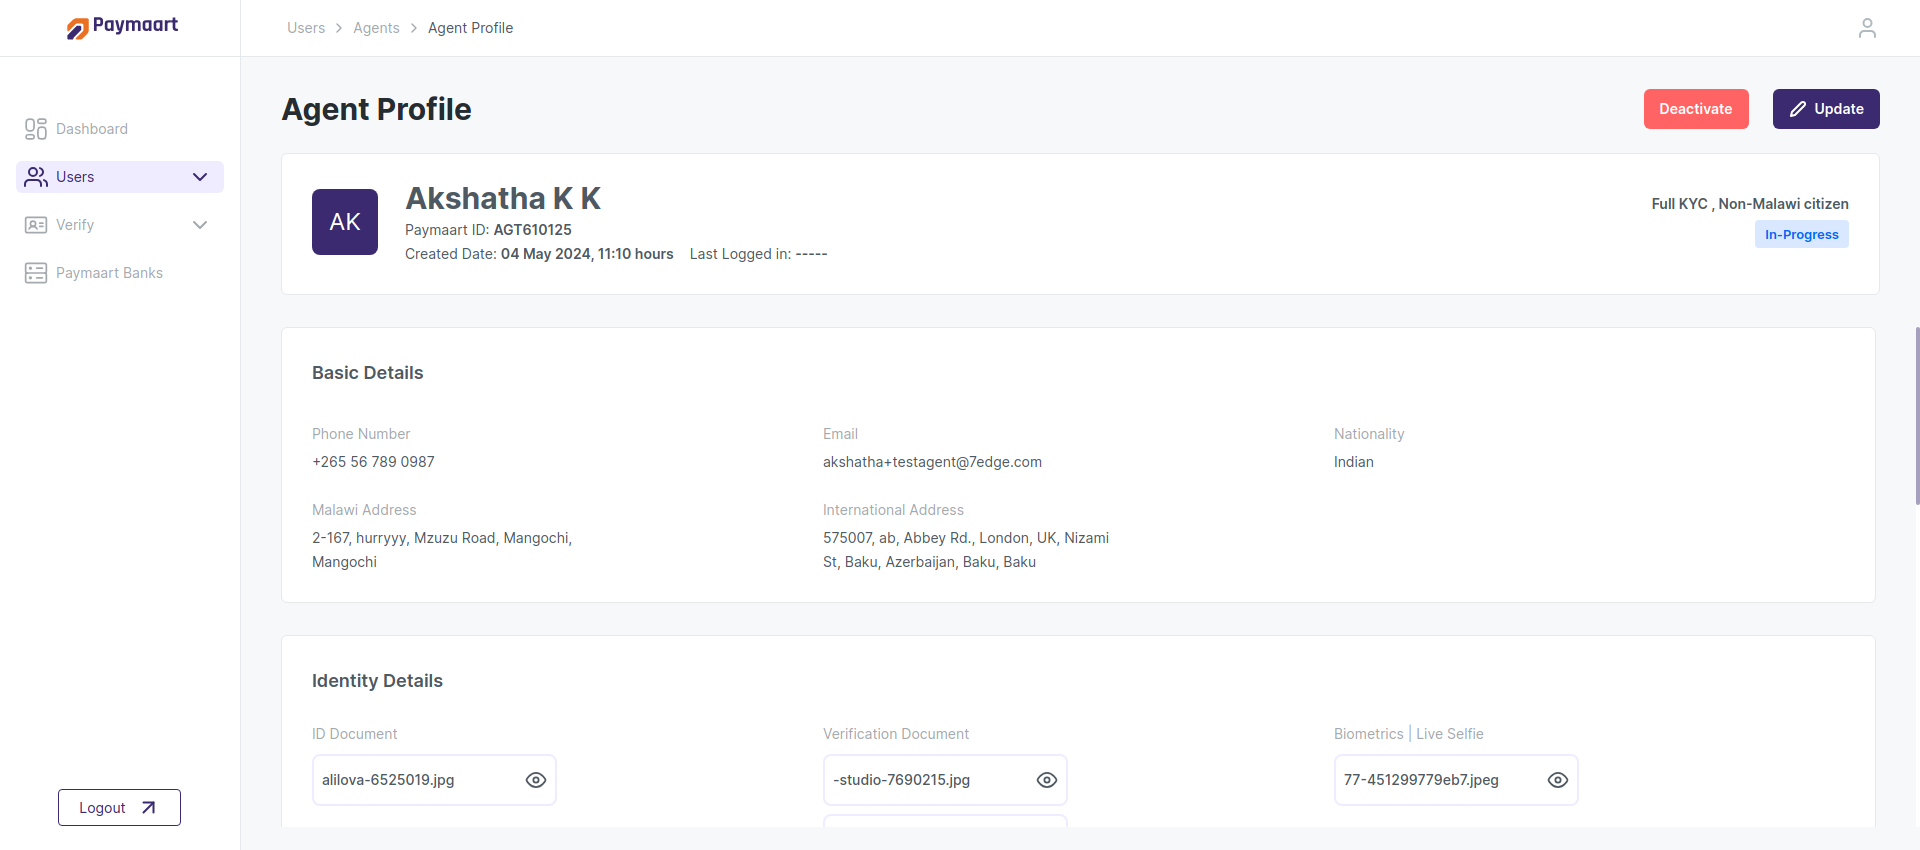 Paymaart
Users > Agents > Agent Profile
Dashboard
Users
Verify
Paymaart Banks
Logout
Agent Profile
Deactivate
Update
AK
Akshatha K K
Paymaart ID: AGT610125
Created Date: 04 May 2024, 11:10 hours Last Logged in: -----
Full KYC , Non-Malawi citizen
In-Progress
Basic Details
Phone Number
+265 56 789 0987
Email
akshatha+testagent@7edge.com
Nationality
Indian
Malawi Address
2-167, hurryyy, Mzuzu Road, Mangochi,
Mangochi
International Address
575007, ab, Abbey Rd., London, UK, Nizami
St, Baku, Azerbaijan, Baku, Baku
Identity Details
ID Document
alilova-6525019.jpg
Verification Document
-studio-7690215.jpg
Biometrics | Live Selfie
77-451299779eb7.jpeg